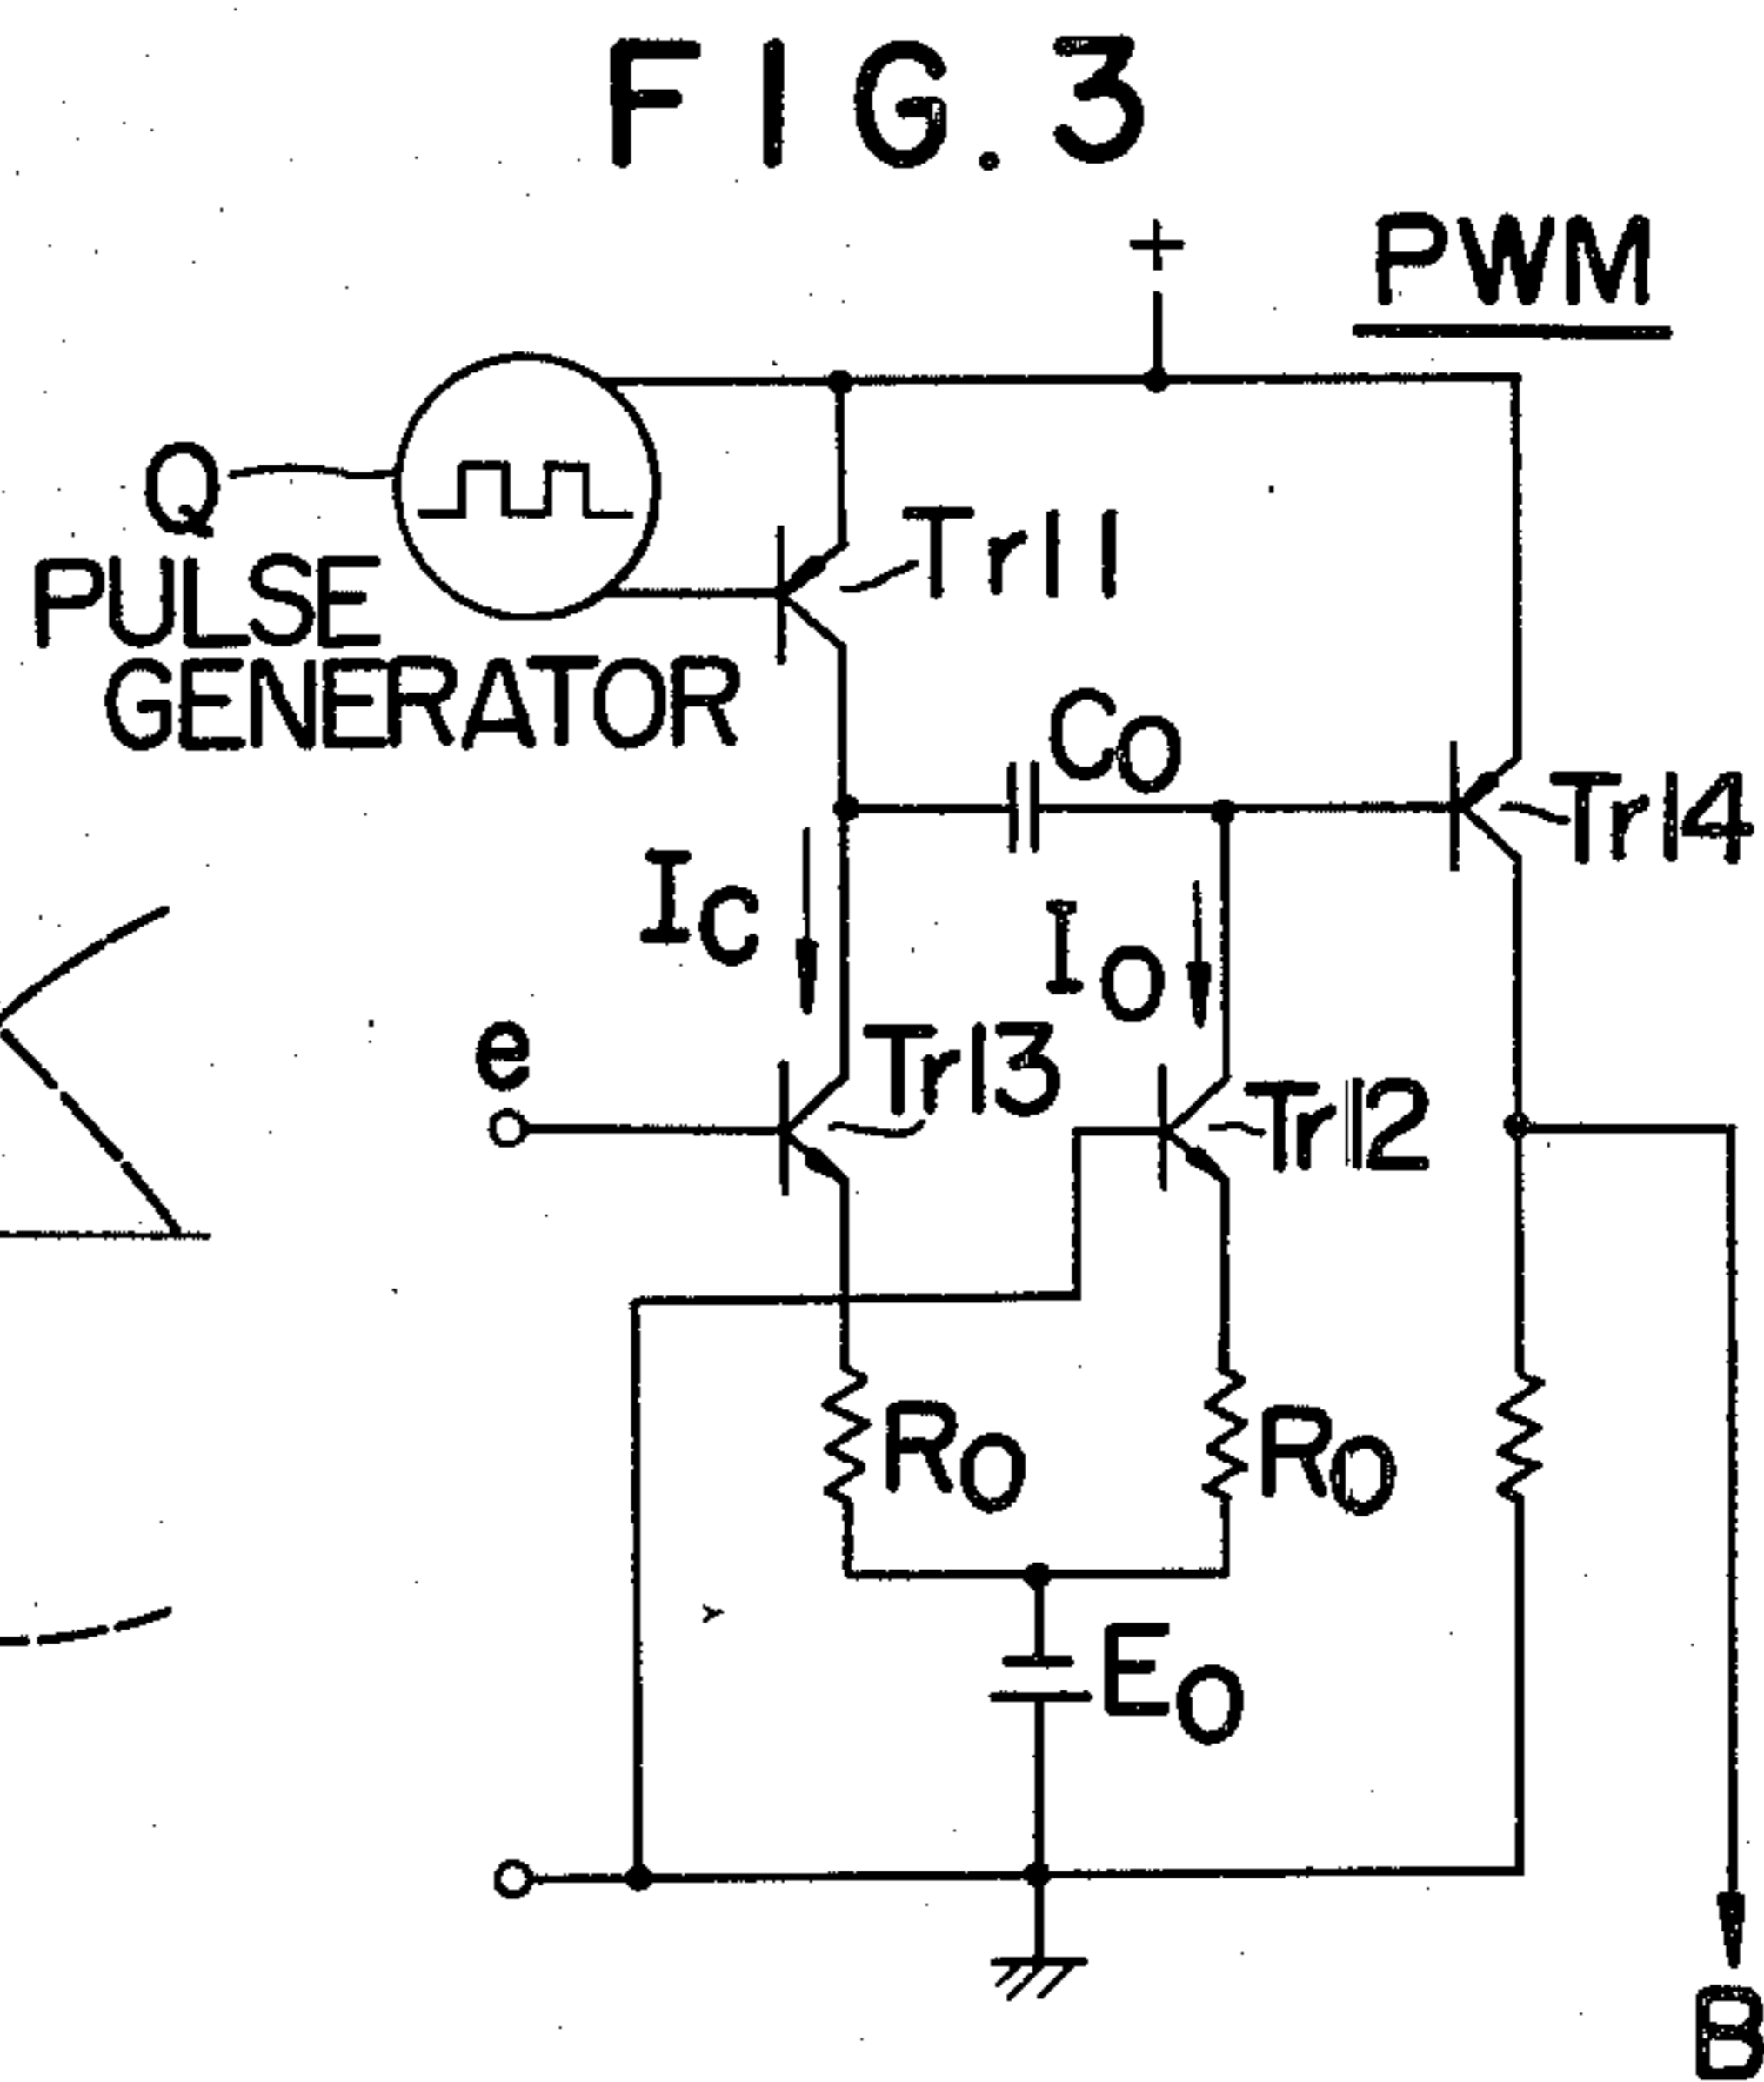 FIG.3
+
PWM
Q
PULSE
GENERATOR
Tr11
Co
Tr14
Ic
Io
e
Tr13
Tr12
Ro
Ro
Eo
B